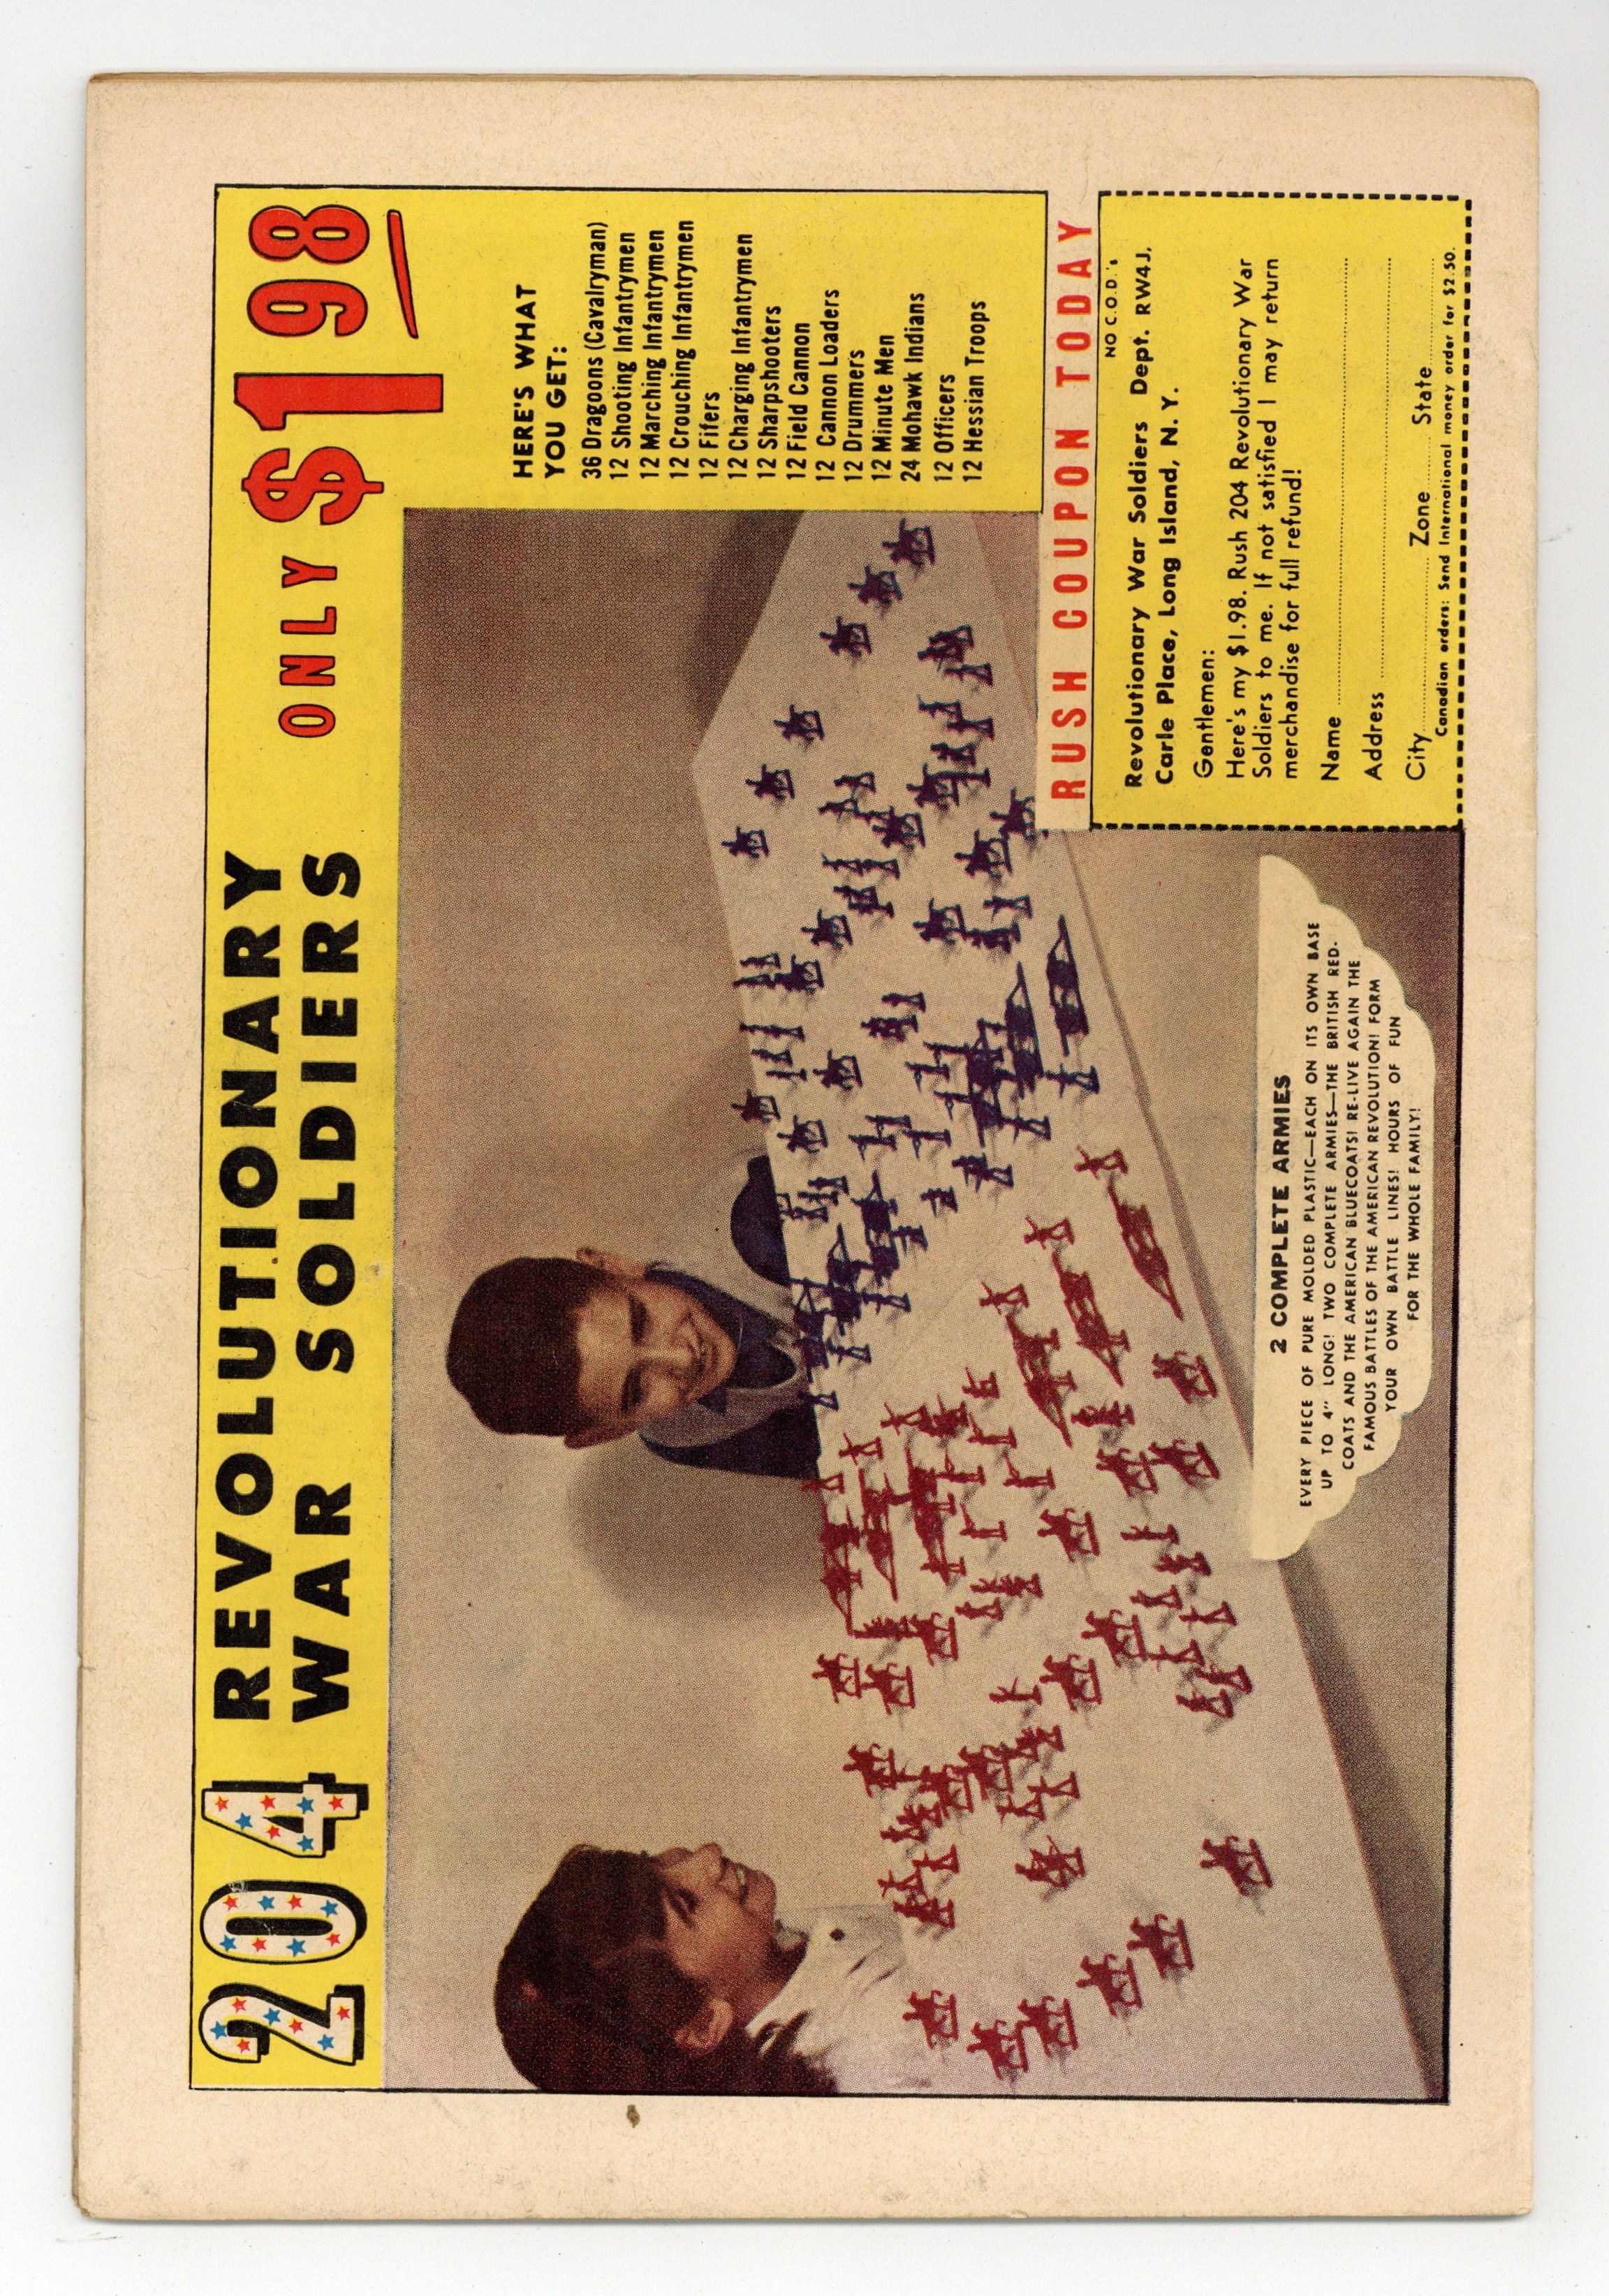 204 REVOLUTIONARY
WAR SOLDIERS
ONLY $1 98
HERE'S WHAT
YOU GET:
36 Dragoons (Cavalryman)
12 Shooting Infantrymen
12 Marching Infantrymen
12 Crouching Infantrymen
12 Fifers
12 Charging Infantrymen
12 Sharpshooters
12 Field Cannon
12 Cannon Loaders
12 Drummers
12 Minute Men
24 Mohawk Indians
12 Officers
12 Hessian Troops
2 COMPLETE ARMIES
EVERY PIECE OF PURE MOLDED PLASTIC—EACH ON ITS OWN BASE
UP TO 4" LONG! TWO COMPLETE ARMIES—THE BRITISH RED.
COATS AND THE AMERICAN BLUECOATS! RE-LIVE AGAIN THE
FAMOUS BATTLES OF THE AMERICAN REVOLUTION! FORM
YOUR OWN BATTLE LINES! HOURS OF FUN
FOR THE WHOLE FAMILY!
RUSH COUPON TODAY
NO C.O.D.'s
Revolutionary War Soldiers Dept. RW4J.
Carle Place, Long Island, N. Y.
Gentlemen:
Here's my $1.98. Rush 204 Revolutionary War
Soldiers to me. If not satisfied I may return
merchandise for full refund!
Name
Address
City Zone State
Canadian orders: Send International money order for $2.50.